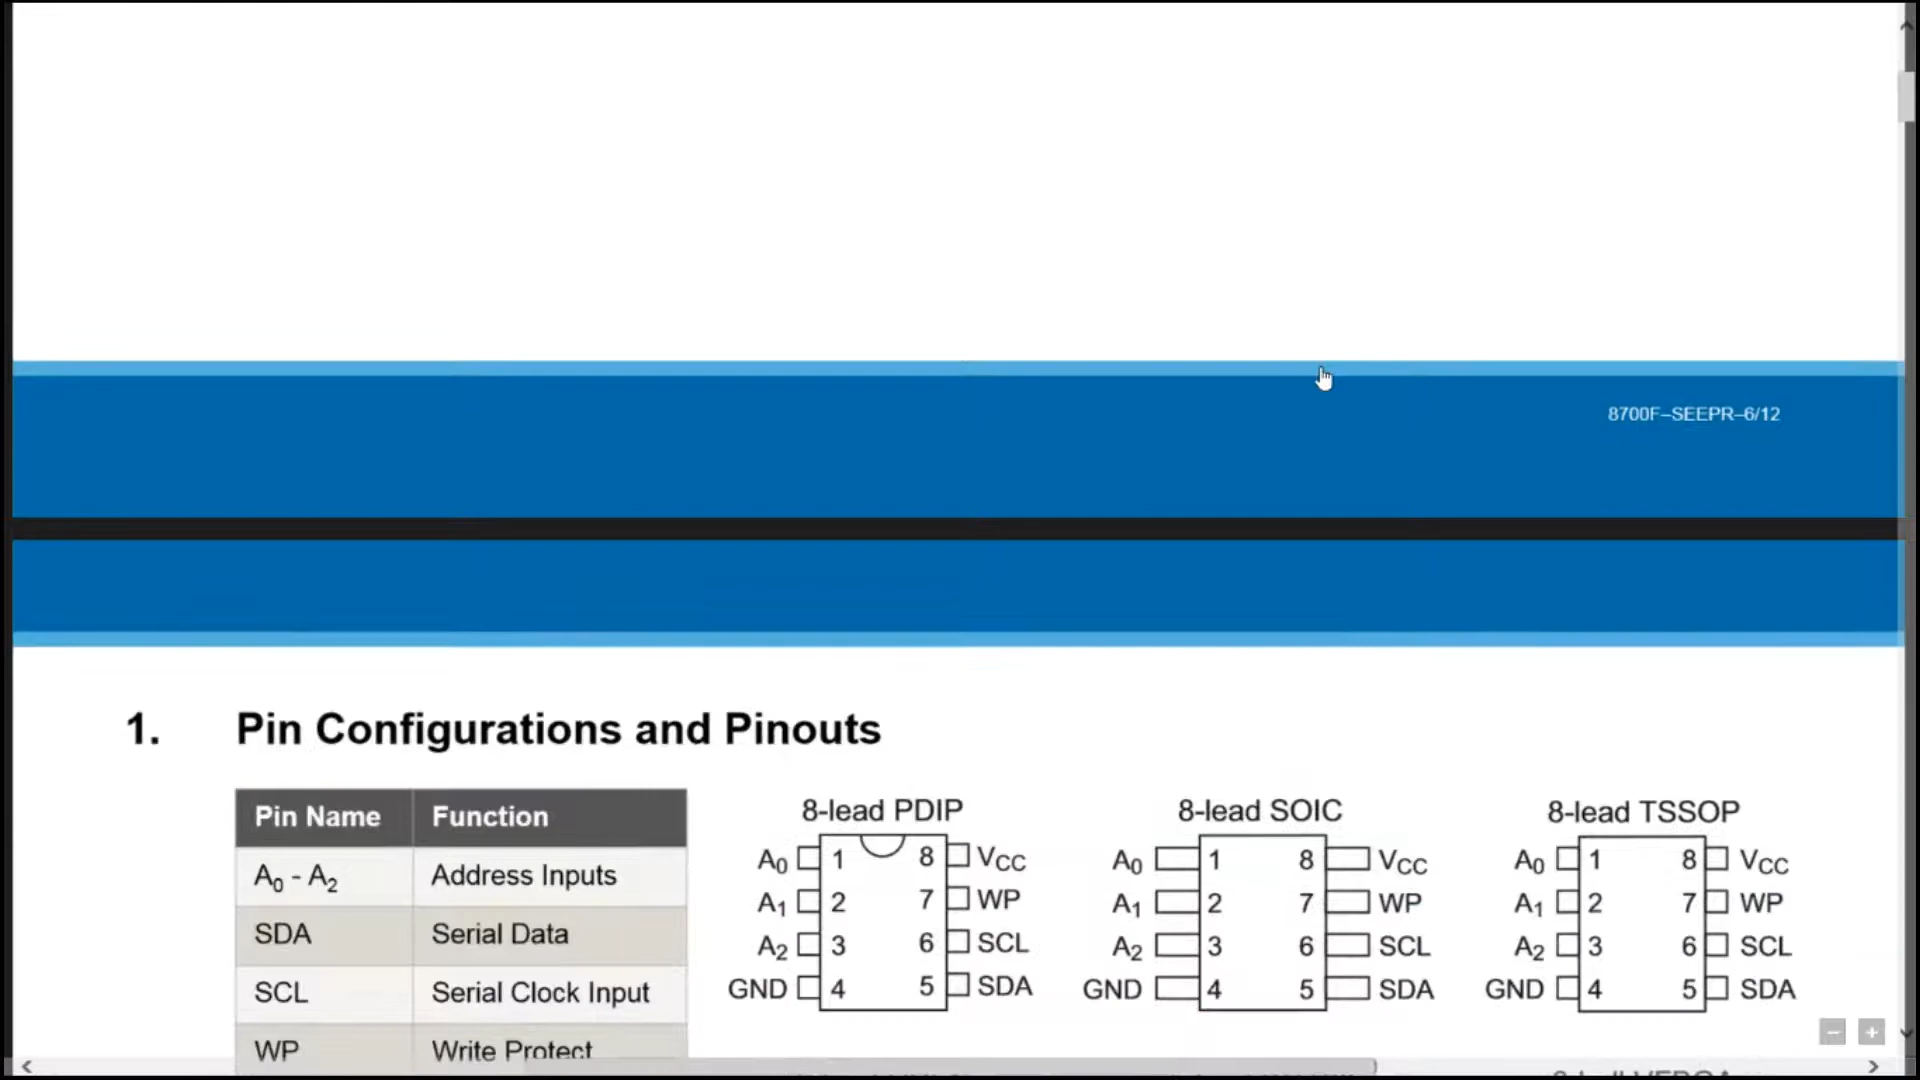 8700F–SEEPR–6/12
1. Pin Configurations and Pinouts
Pin Name Function
A0 - A2 Address Inputs
SDA Serial Data
SCL Serial Clock Input
WP Write Protect
8-lead PDIP
A0 1 8 VCC
A1 2 7 WP
A2 3 6 SCL
GND 4 5 SDA
8-lead SOIC
A0 1 8 VCC
A1 2 7 WP
A2 3 6 SCL
GND 4 5 SDA
8-lead TSSOP
A0 1 8 VCC
A1 2 7 WP
A2 3 6 SCL
GND 4 5 SDA